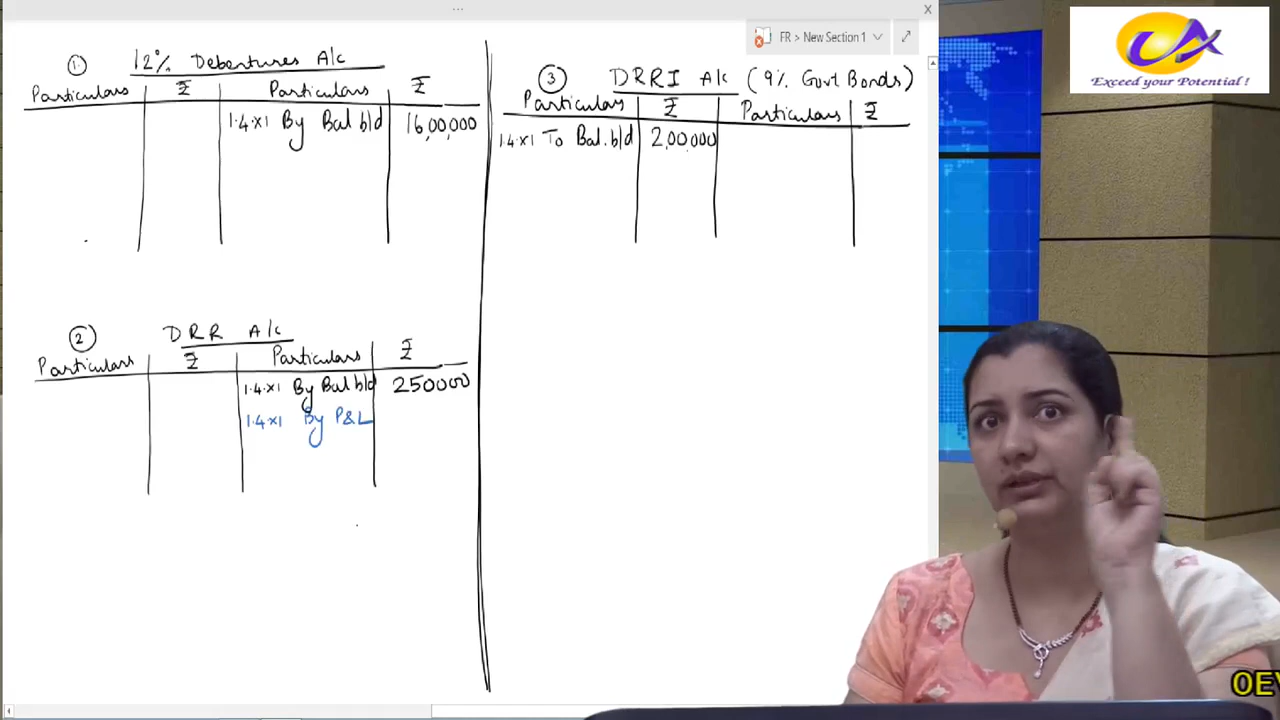 FR > New Section 1
UX
Exceed your Potential !
① 12% Debentures A/c
Particulars ₹ Particulars ₹
1.4.x1 By Bal b/d 16,00,000
② DRR A/c
Particulars ₹ Particulars ₹
1.4.x1 By Bal b/d 250000
1.4.x1 By P&L
③ DRRI A/c (9% Govt Bonds)
Particulars ₹ Particulars ₹
1.4.x1 To Bal. b/d 2,00,000